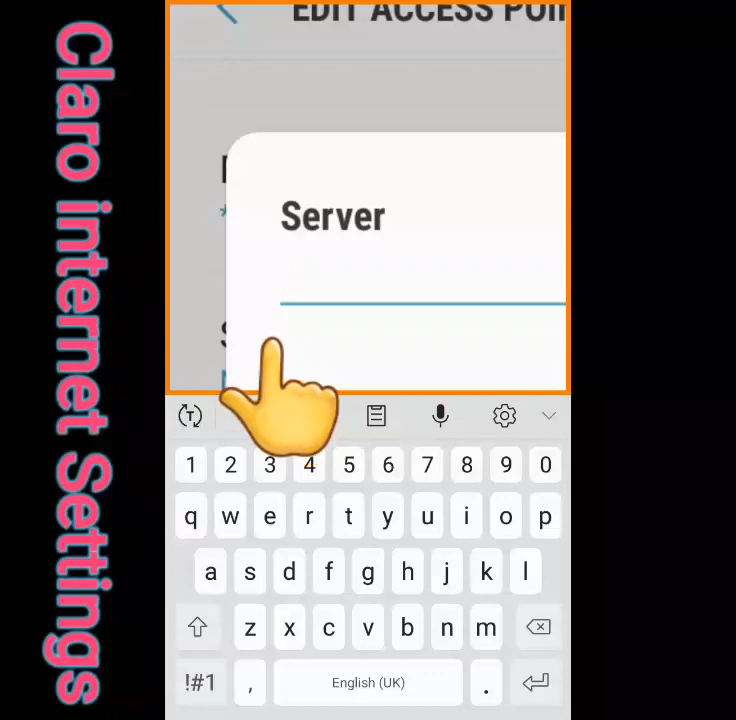 Claro internet Settings
EDIT ACCESS POI
Server
1 2 3 4 5 6 7 8 9 0
q w e r t y u i o p
a s d f g h j k l
z x c v b n m
!#1 , English (UK) .